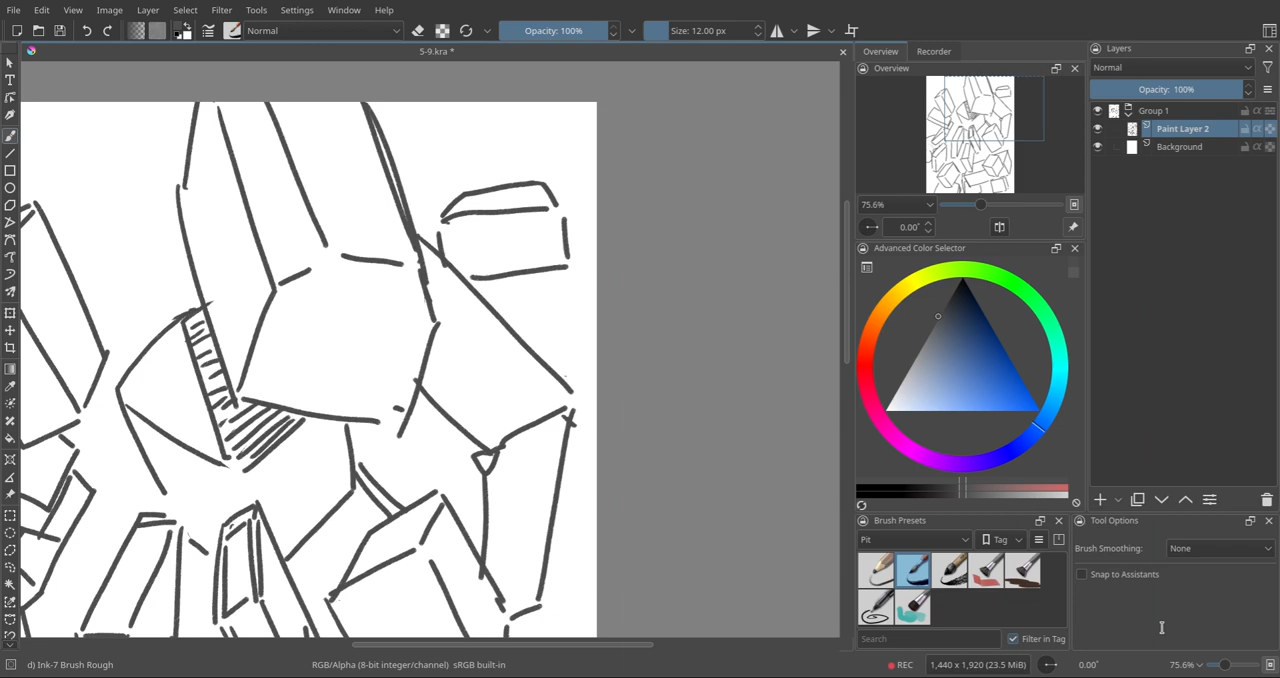 File Edit View Image Layer Select Filter Tools Settings Window Help
Normal Opacity: 100% Size: 12.00 px
5-9.kra *
Overview Recorder
Overview
75.6%
0.00°
Advanced Color Selector
Brush Presets
Pit Tag
Search Filter in Tag
Layers
Normal
Opacity: 100%
Group 1
Paint Layer 2
Background
Tool Options
Brush Smoothing: None
Snap to Assistants
d) Ink-7 Brush Rough RGB/Alpha (8-bit integer/channel) sRGB built-in REC 1,440 x 1,920 (23.5 MiB) 0.00° 75.6%